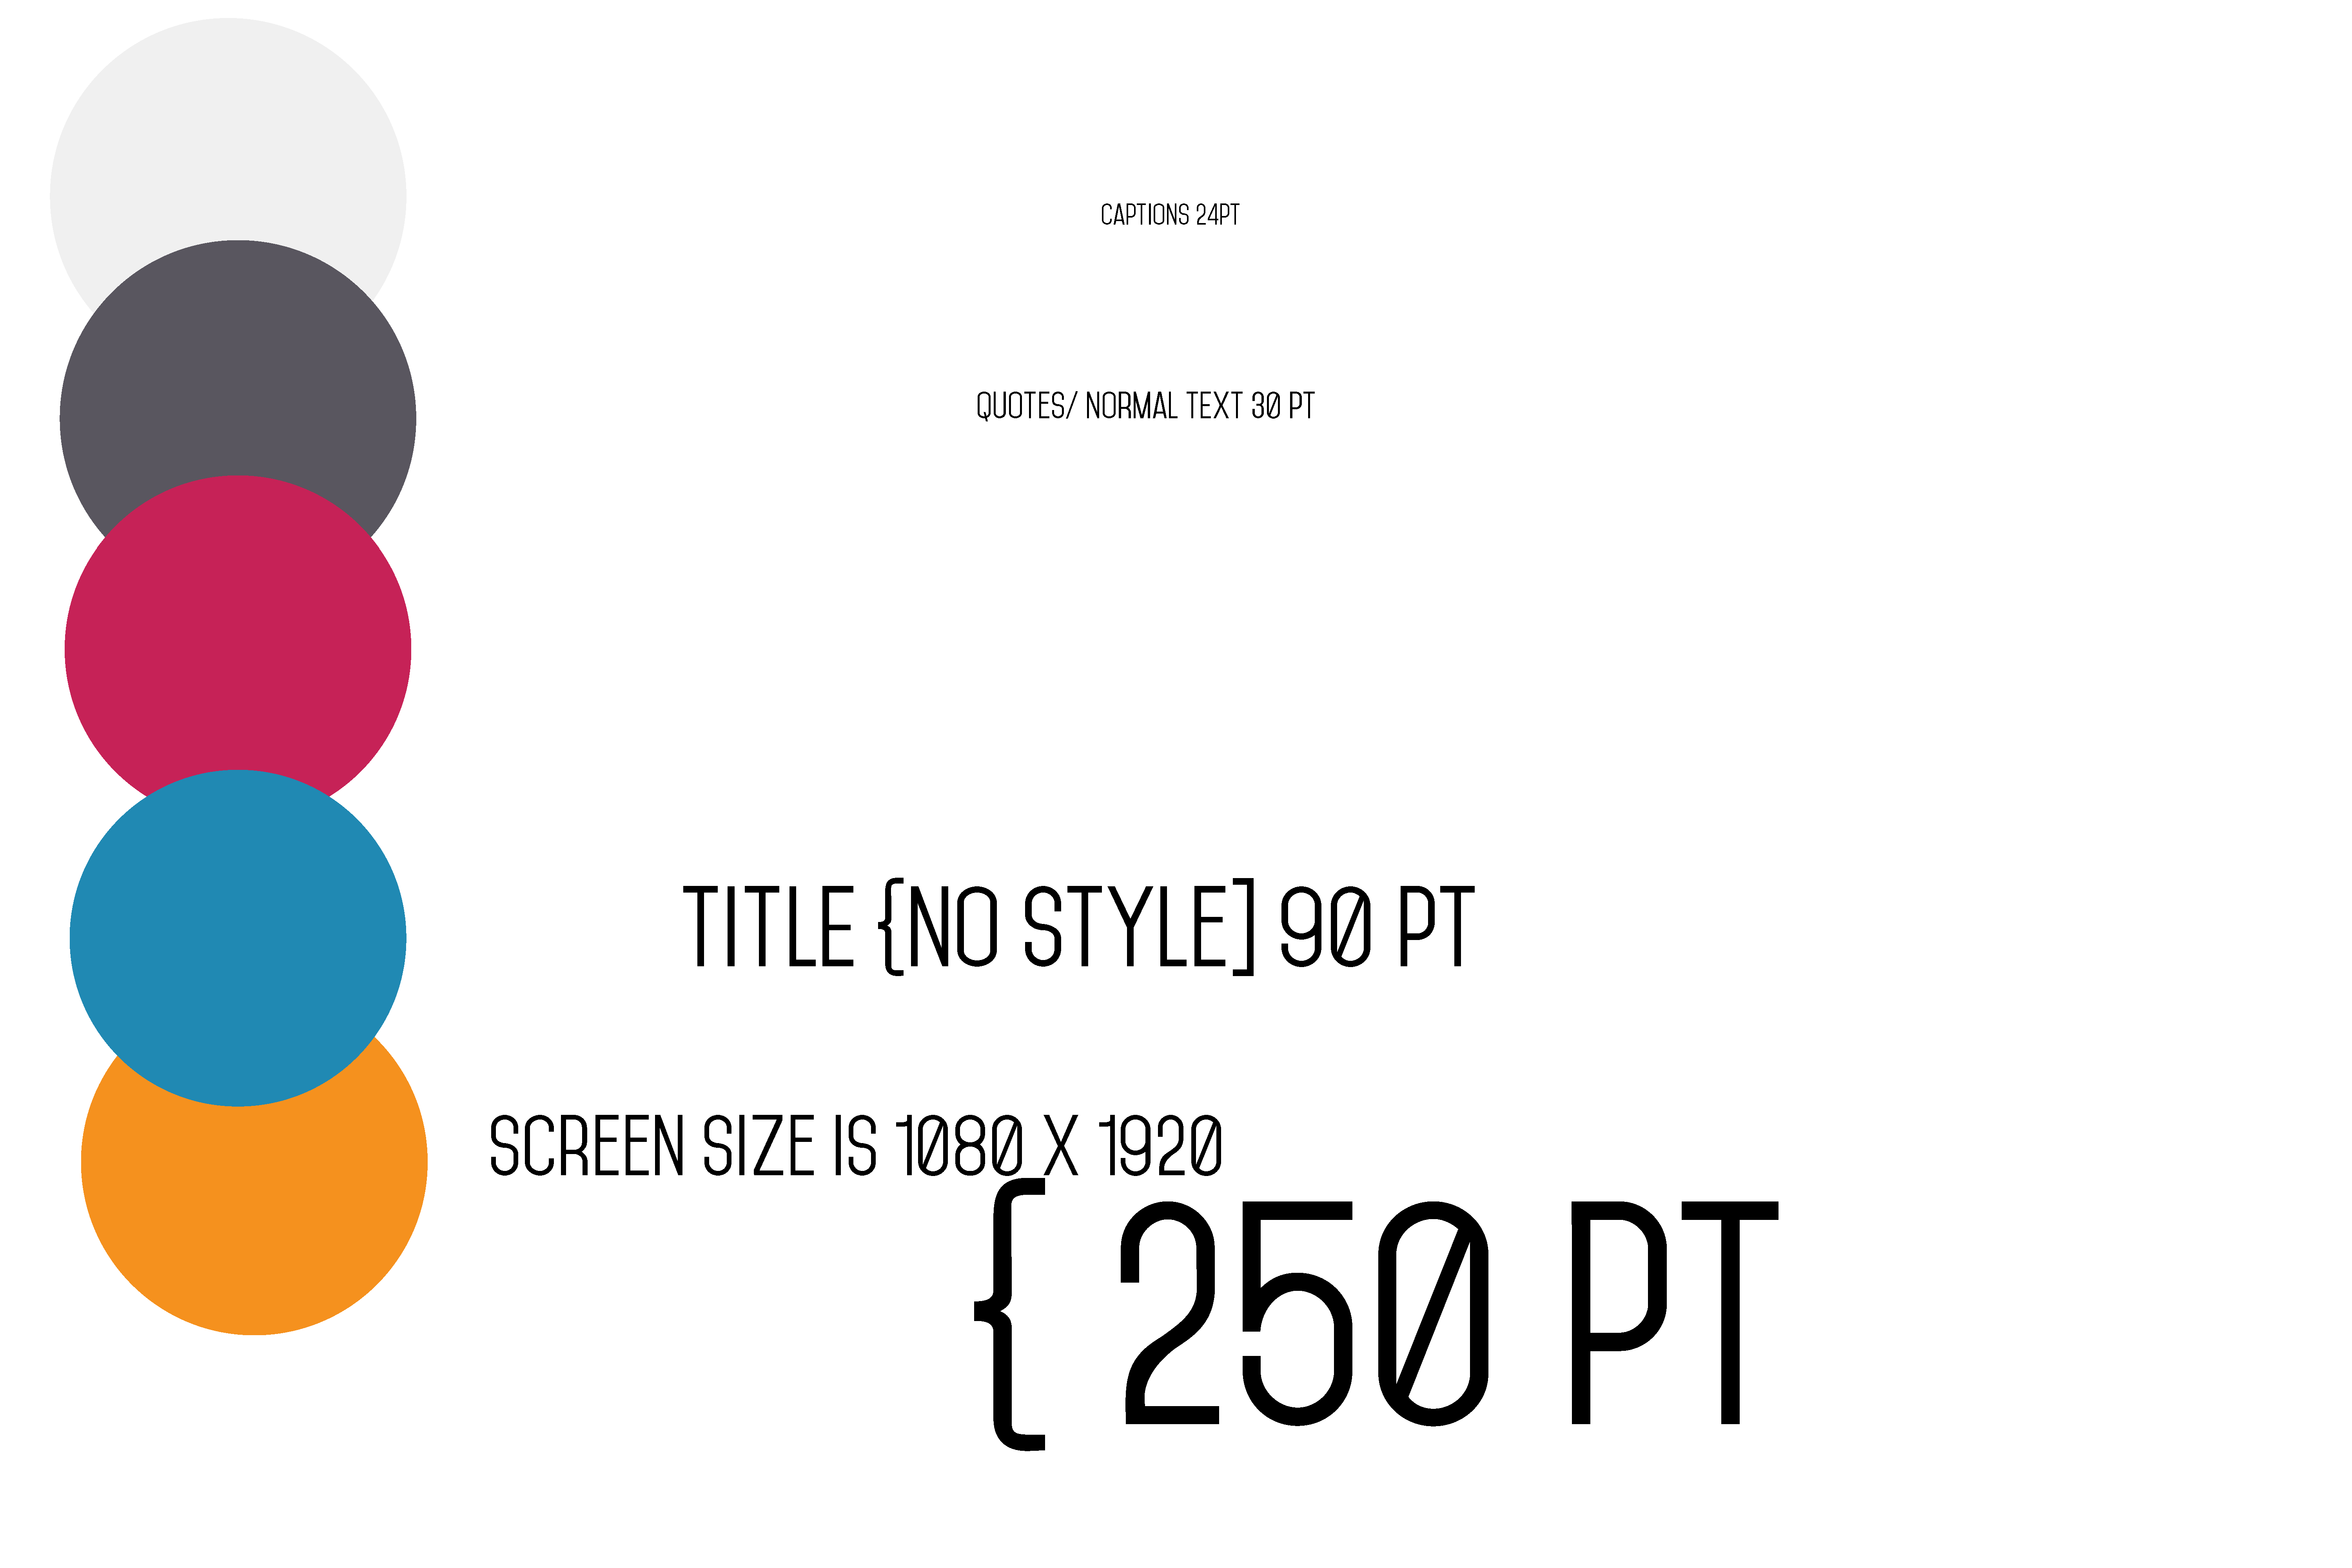 CAPTIONS 24PT
QUOTES/ NORMAL TEXT 30 PT
TITLE {NO STYLE] 90 PT
SCREEN SIZE IS 1080 X 1920
{ 250 PT